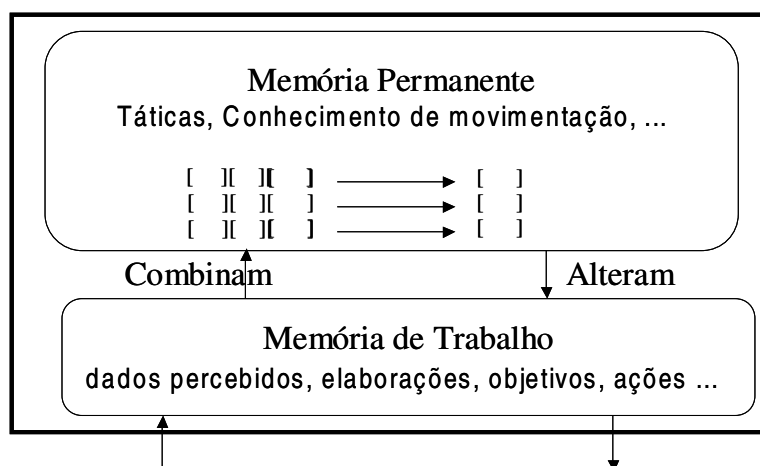 Memória Permanente
Táticas, Conhecimento de movimentação, ...
[ ][ ][ ] [ ]
[ ][ ][ ] [ ]
[ ][ ][ ] [ ]
Combinam Alteram
Memória de Trabalho
dados percebidos, elaborações, objetivos, ações ...